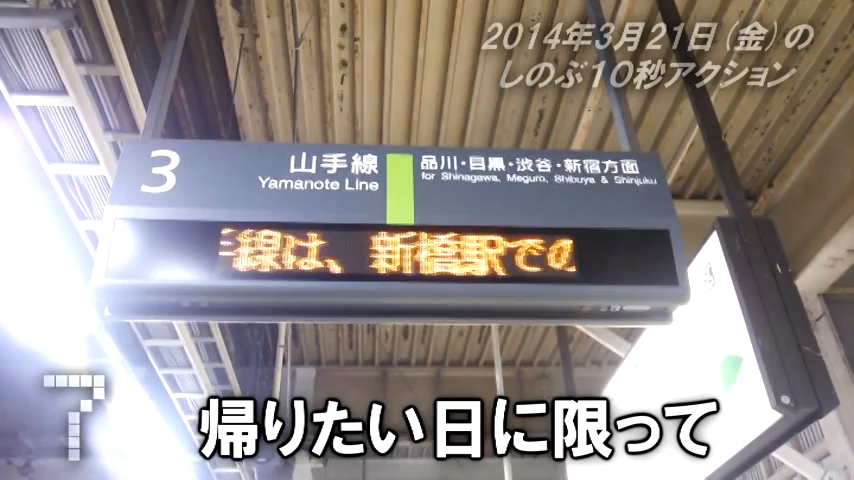 2014年3月21日(金)の
しのぶ10秒アクション
3
山手線
Yamanote Line
品川・目黒・渋谷・新宿方面
for Shinagawa, Meguro, Shibuya & Shinjuku
線は、新橋駅での
7
帰りたい日に限って